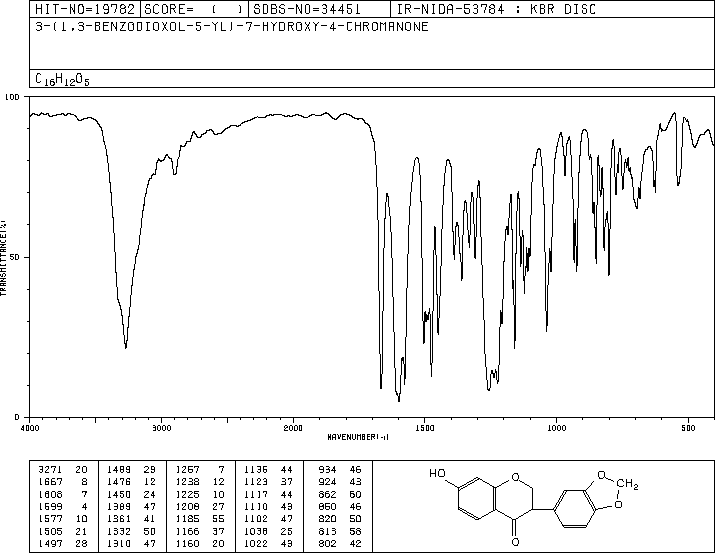 HIT-NO=19782 SCORE= ( ) SDBS-NO=34451 IR-NIDA-53784 : KBR DISC
3-(1,3-BENZODIOXOL-5-YL)-7-HYDROXY-4-CHROMANONE
C16H12O5
100
50
0
TRANSMITTANCE(%)
4000 3000 2000 1500 1000 500
WAVENUMBER(-1)
3271 20 1489 29 1257 7 1136 44 934 46
1667 8 1476 12 1238 12 1123 37 924 43
1608 7 1450 24 1225 10 1117 44 862 60
1599 4 1389 47 1208 27 1110 49 850 46
1577 10 1361 41 1185 55 1102 47 820 50
1505 21 1332 50 1166 37 1038 25 813 58
1497 28 1310 47 1160 20 1022 43 802 42
HO
O
O
O
CH2
O